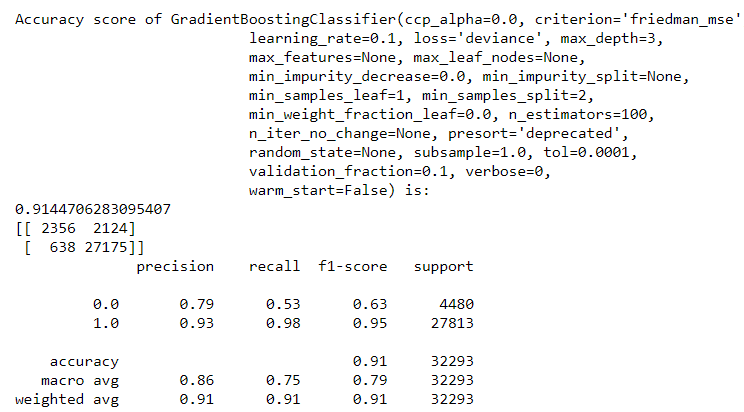 Accuracy score of GradientBoostingClassifier(ccp_alpha=0.0, criterion='friedman_mse'
learning_rate=0.1, loss='deviance', max_depth=3,
max_features=None, max_leaf_nodes=None,
min_impurity_decrease=0.0, min_impurity_split=None,
min_samples_leaf=1, min_samples_split=2,
min_weight_fraction_leaf=0.0, n_estimators=100,
n_iter_no_change=None, presort='deprecated',
random_state=None, subsample=1.0, tol=0.0001,
validation_fraction=0.1, verbose=0,
warm_start=False) is:
0.9144706283095407
[[ 2356 2124]
[ 638 27175]]
precision recall f1-score support
0.0 0.79 0.53 0.63 4480
1.0 0.93 0.98 0.95 27813
accuracy 0.91 32293
macro avg 0.86 0.75 0.79 32293
weighted avg 0.91 0.91 0.91 32293